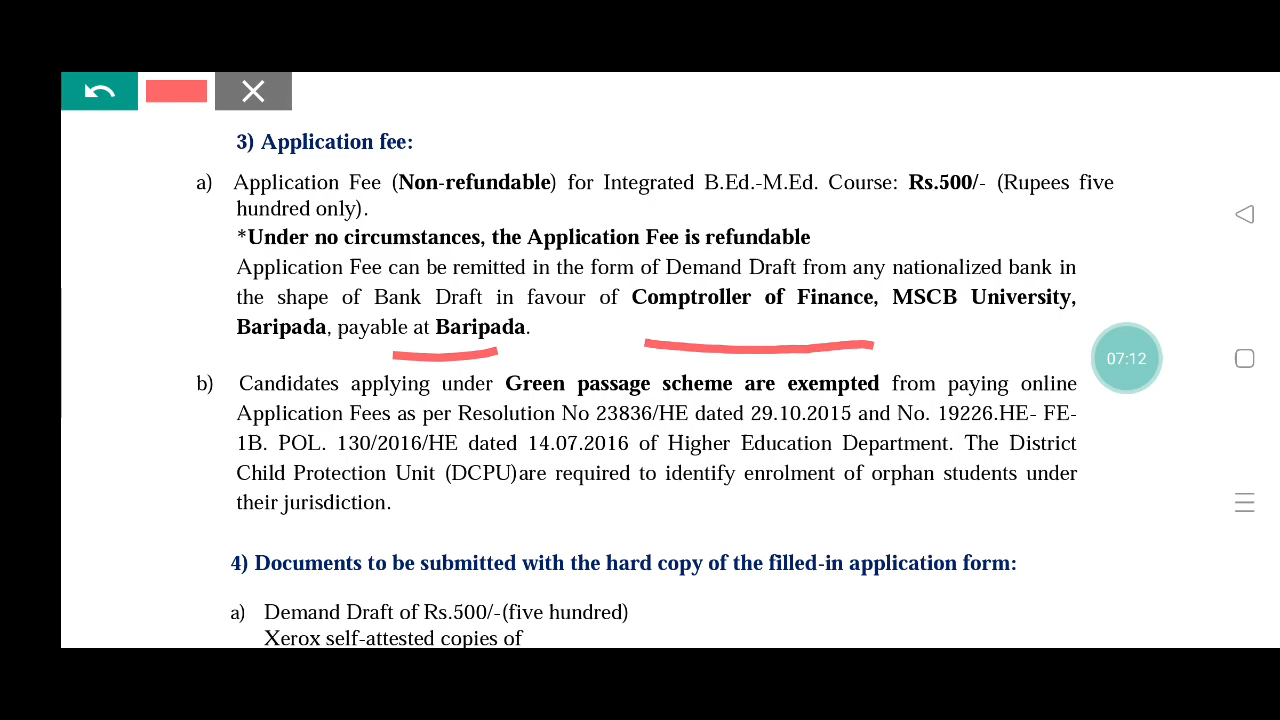 3) Application fee:
a) Application Fee (Non-refundable) for Integrated B.Ed.-M.Ed. Course: Rs.500/- (Rupees five
hundred only).
*Under no circumstances, the Application Fee is refundable
Application Fee can be remitted in the form of Demand Draft from any nationalized bank in
the shape of Bank Draft in favour of Comptroller of Finance, MSCB University,
Baripada, payable at Baripada.
07:12
b) Candidates applying under Green passage scheme are exempted from paying online
Application Fees as per Resolution No 23836/HE dated 29.10.2015 and No. 19226.HE- FE-
1B. POL. 130/2016/HE dated 14.07.2016 of Higher Education Department. The District
Child Protection Unit (DCPU)are required to identify enrolment of orphan students under
their jurisdiction.
4) Documents to be submitted with the hard copy of the filled-in application form:
a) Demand Draft of Rs.500/-(five hundred)
Xerox self-attested copies of